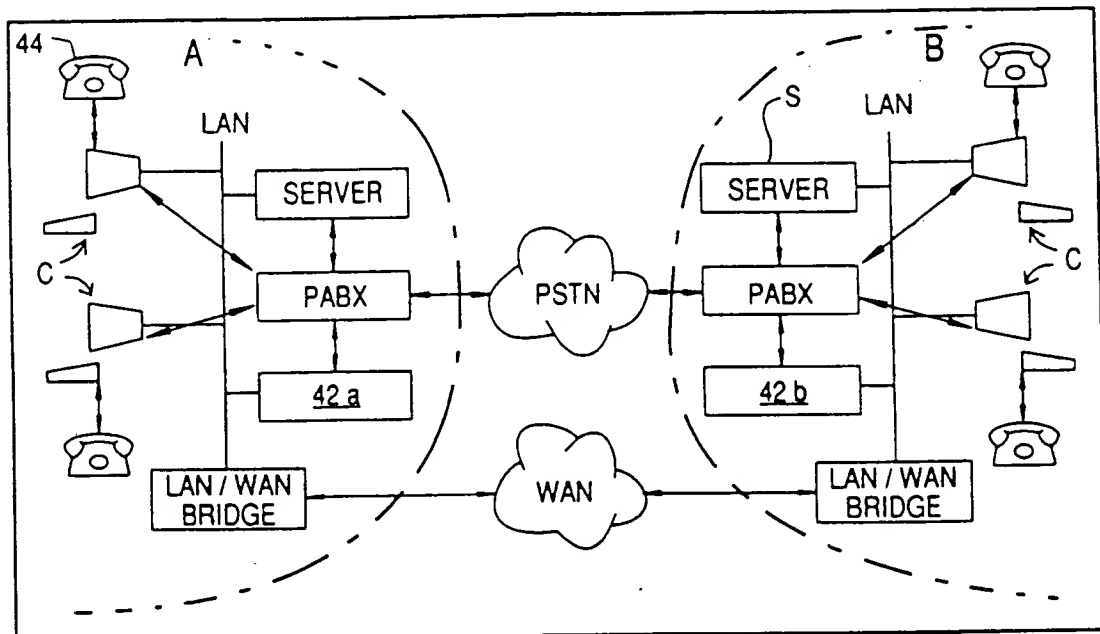 44
A
B
S
LAN
LAN
SERVER
SERVER
C
C
PABX
PSTN
PABX
42 a
42 b
LAN / WAN
BRIDGE
WAN
LAN / WAN
BRIDGE